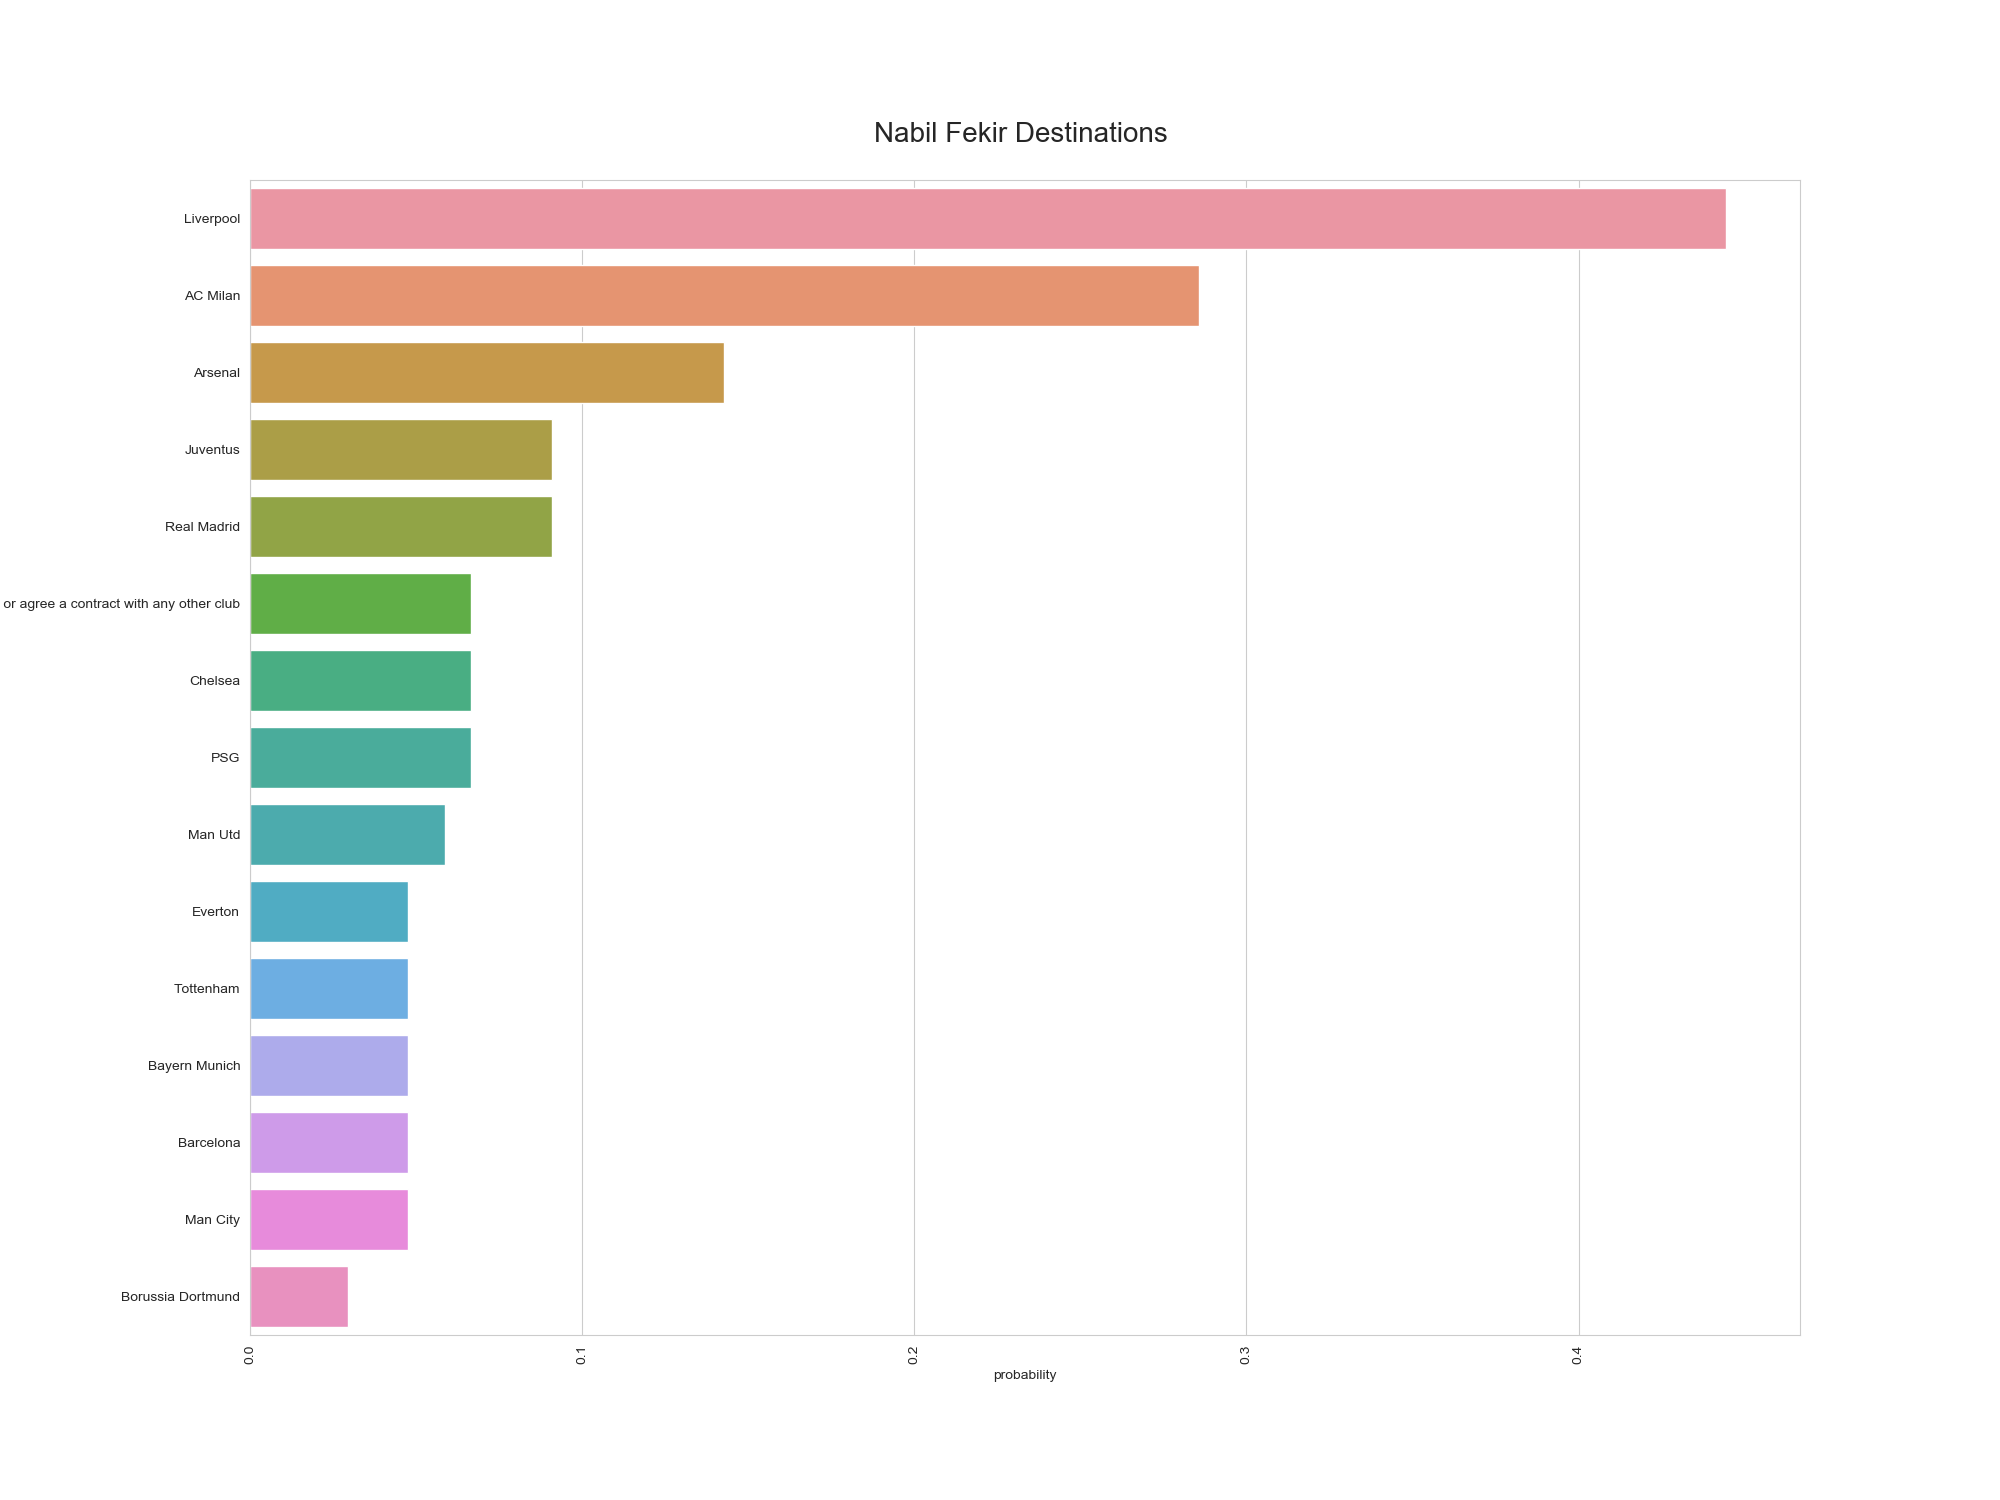 Nabil Fekir Destinations
Liverpool
AC Milan
Arsenal
Juventus
Real Madrid
or agree a contract with any other club
Chelsea
PSG
Man Utd
Everton
Tottenham
Bayern Munich
Barcelona
Man City
Borussia Dortmund
0.0 0.1 0.2 0.3 0.4
probability